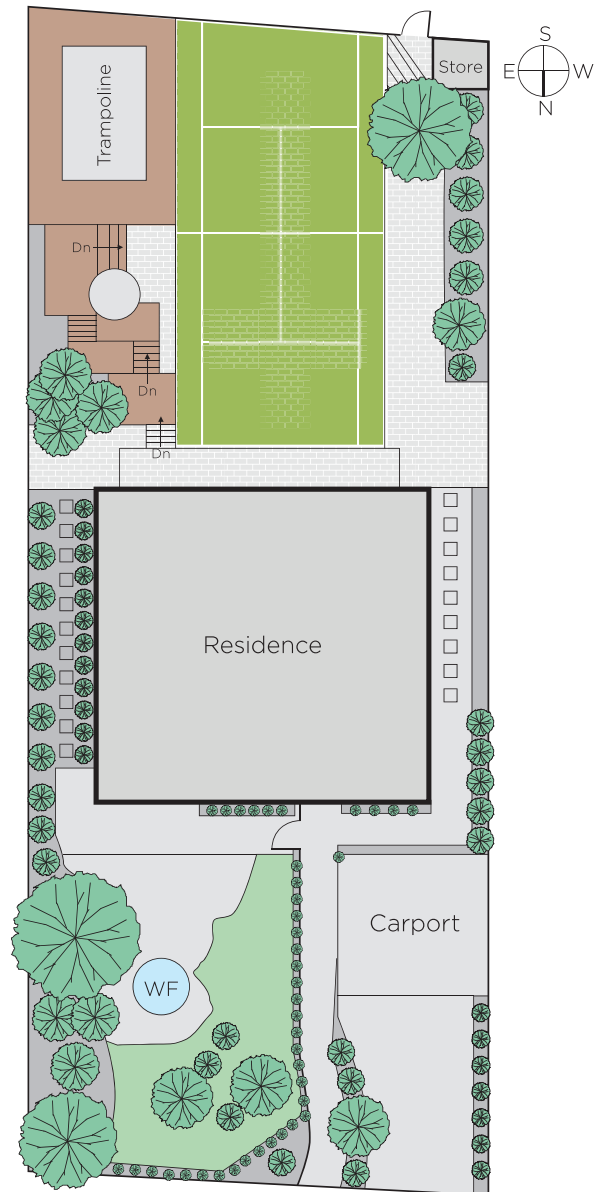 S
Store
E W
N
Trampoline
Dn
Dn
Dn
Residence
Carport
WF